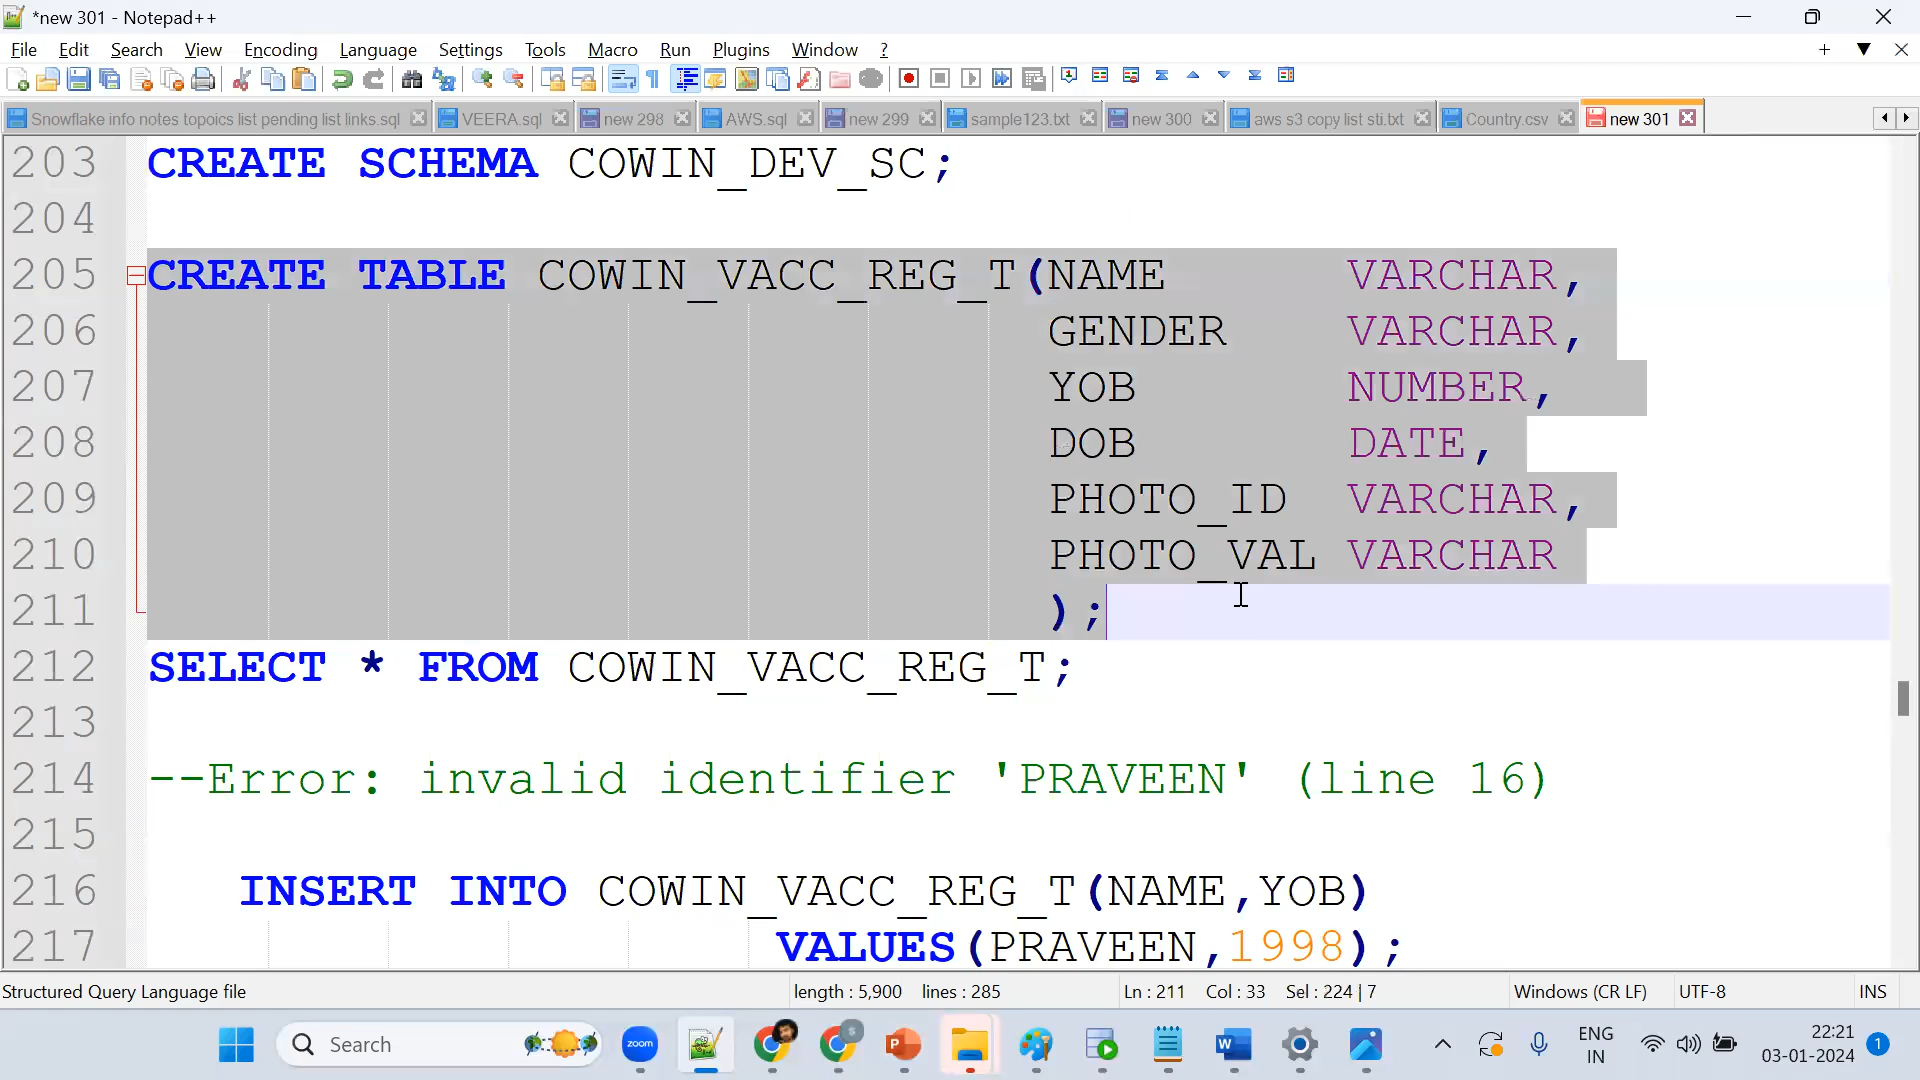 *new 301 - Notepad++
File Edit Search View Encoding Language Settings Tools Macro Run Plugins Window ?
Snowflake info notes topoics list pending list links.sql VEERA.sql new 298 AWS.sql new 299 sample123.txt new 300 aws s3 copy list sti.txt Country.csv new 301
203 CREATE SCHEMA COWIN_DEV_SC;
204
205 CREATE TABLE COWIN_VACC_REG_T(NAME VARCHAR,
206 GENDER VARCHAR,
207 YOB NUMBER,
208 DOB DATE,
209 PHOTO_ID VARCHAR,
210 PHOTO_VAL VARCHAR
211 );
212 SELECT * FROM COWIN_VACC_REG_T;
213
214 --Error: invalid identifier 'PRAVEEN' (line 16)
215
216 INSERT INTO COWIN_VACC_REG_T(NAME,YOB)
217 VALUES(PRAVEEN,1998);
Structured Query Language file length : 5,900 lines : 285 Ln : 211 Col : 33 Sel : 224 | 7 Windows (CR LF) UTF-8 INS
Search zoom ENG IN 22:21 03-01-2024 1